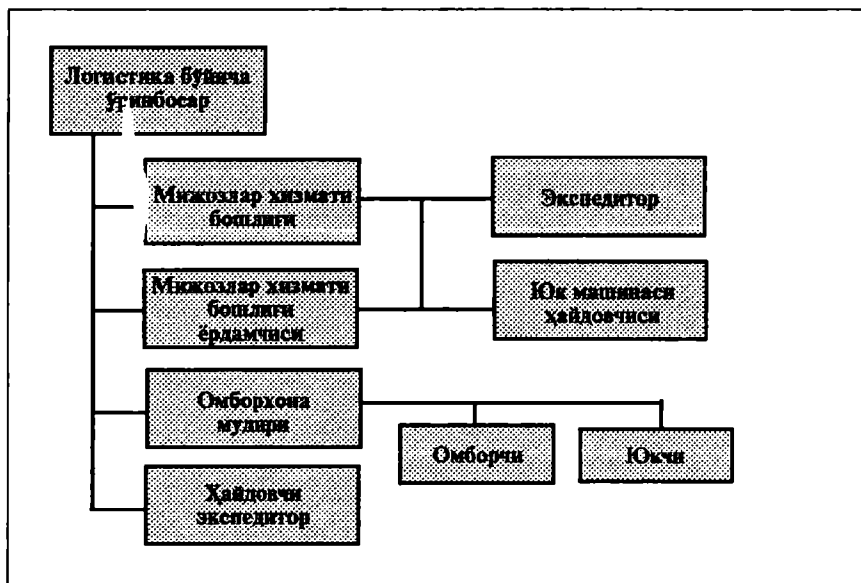 Логистика бўйича
ўринбосар
Мижозлар хизмати
бошлиғи
Экспедитор
Мижозлар хизмати
бошлиғи
ёрдамчиси
Юк машинаси
ҳайдовчиси
Омборхона
мудири
Омборчи
Юкчи
Ҳайдовчи
экспедитор